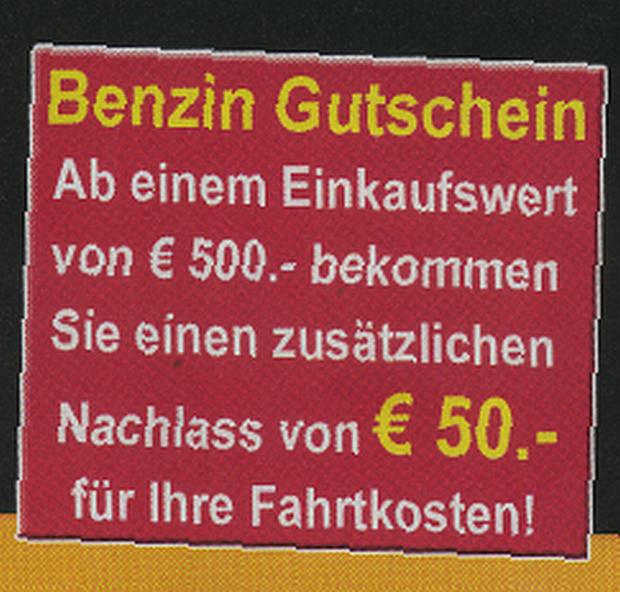 Benzin Gutschein
Ab einem Einkaufswert
von € 500.- bekommen
Sie einen zusätzlichen
Nachlass von € 50.-
für Ihre Fahrtkosten!